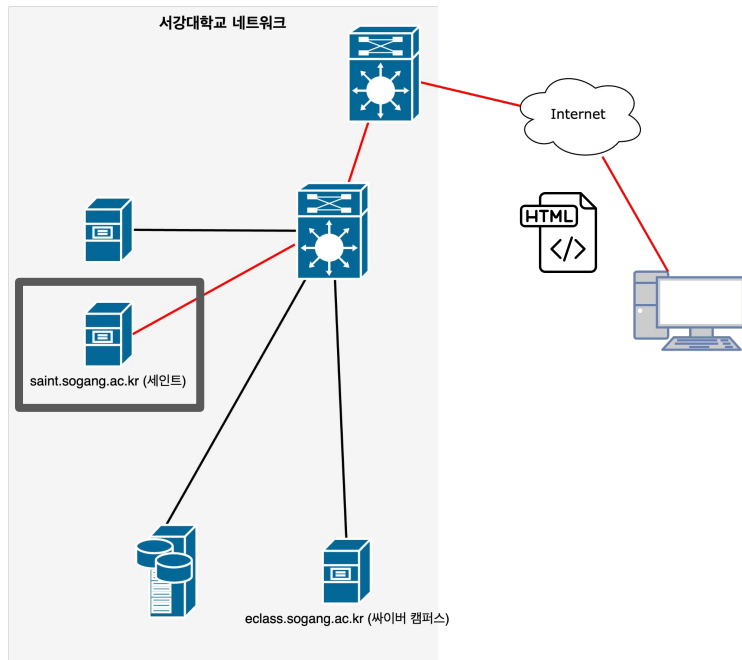 서강대학교 네트워크
Internet
HTML
</>
saint.sogang.ac.kr (세인트)
eclass.sogang.ac.kr (싸이버 캠퍼스)